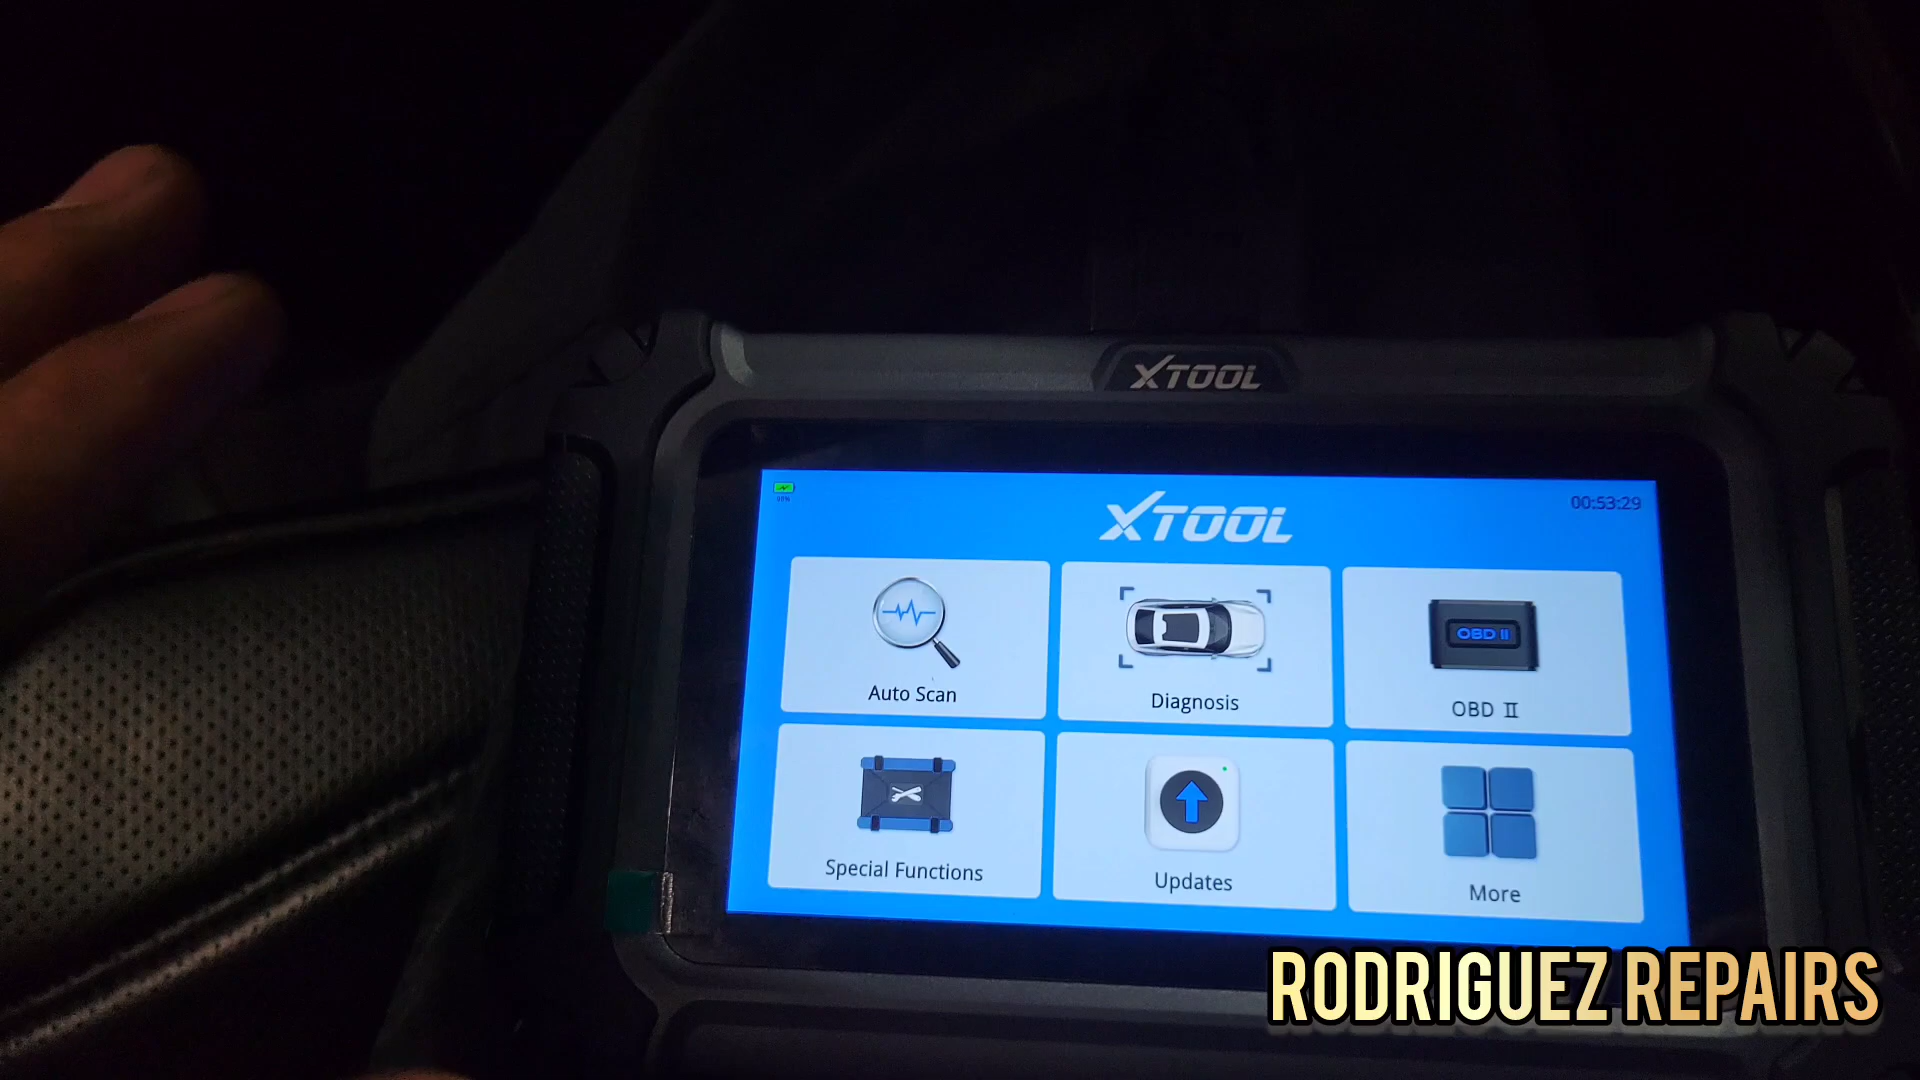 XTOOL
00:53:29
XTOOL
OBD II
Auto Scan
Diagnosis
OBD II
Special Functions
Updates
More
RODRIGUEZ REPAIRS